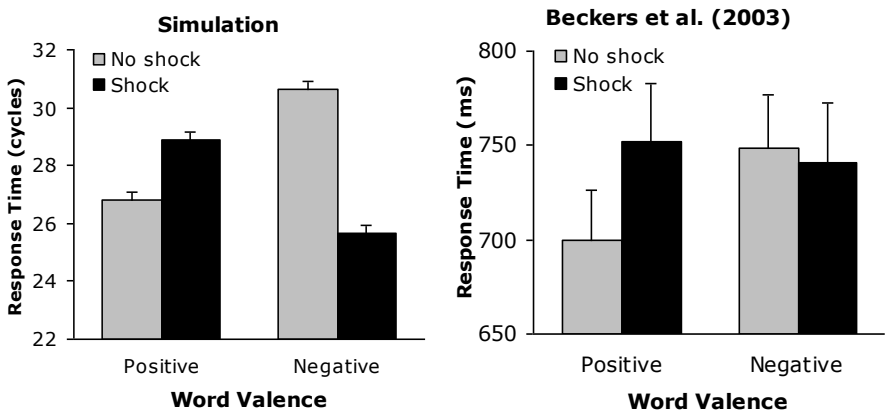 Simulation
Response Time (cycles)
32
30
28
26
24
22
No shock
Shock
Positive
Negative
Word Valence
Beckers et al. (2003)
Response Time (ms)
800
750
700
650
No shock
Shock
Positive
Negative
Word Valence